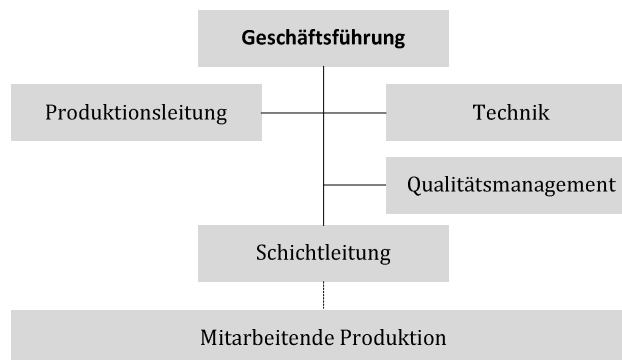 Geschäftsführung
Produktionsleitung
Technik
Qualitätsmanagement
Schichtleitung
Mitarbeitende Produktion